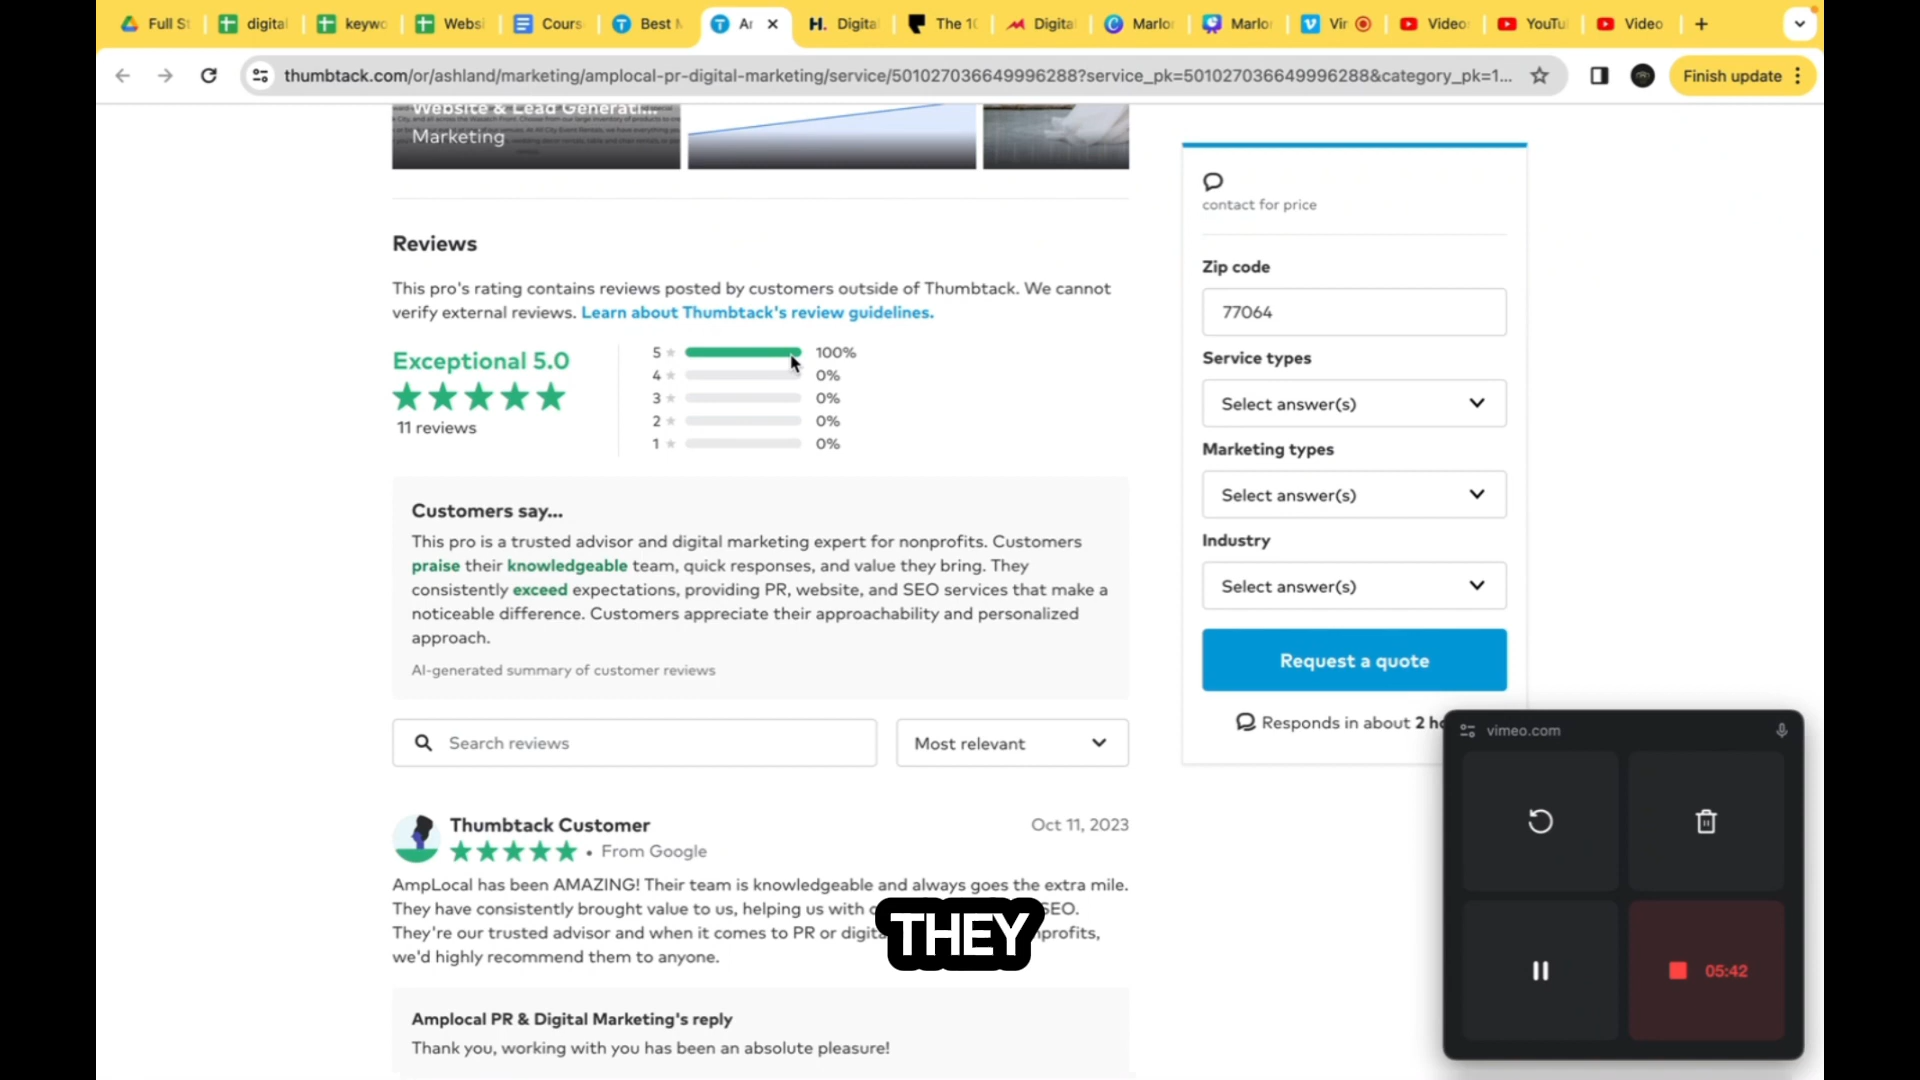 Full St
digital
keywo
Websi
Cours
Best M
Ar
H. Digita
The 10
Digita
Marlo
Marlo
Vir
Video
YouTu
Video
thumbtack.com/or/ashland/marketing/amplocal-pr-digital-marketing/service/501027036649996288?service_pk=501027036649996288&category_pk=1...
Finish update
Website & Lead Generati...
Marketing
Reviews
This pro's rating contains reviews posted by customers outside of Thumbtack. We cannot
verify external reviews. Learn about Thumbtack's review guidelines.
Exceptional 5.0
11 reviews
5 100%
4 0%
3 0%
2 0%
1 0%
Customers say...
This pro is a trusted advisor and digital marketing expert for nonprofits. Customers
praise their knowledgeable team, quick responses, and value they bring. They
consistently exceed expectations, providing PR, website, and SEO services that make a
noticeable difference. Customers appreciate their approachability and personalized
approach.
AI-generated summary of customer reviews
Search reviews
Most relevant
Thumbtack Customer
Oct 11, 2023
• From Google
AmpLocal has been AMAZING! Their team is knowledgeable and always goes the extra mile.
They have consistently brought value to us, helping us with SEO.
They're our trusted advisor and when it comes to PR or digit nprofits,
we'd highly recommend them to anyone.
THEY
Amplocal PR & Digital Marketing's reply
Thank you, working with you has been an absolute pleasure!
contact for price
Zip code
77064
Service types
Select answer(s)
Marketing types
Select answer(s)
Industry
Select answer(s)
Request a quote
Responds in about 2 ho
vimeo.com
05:42